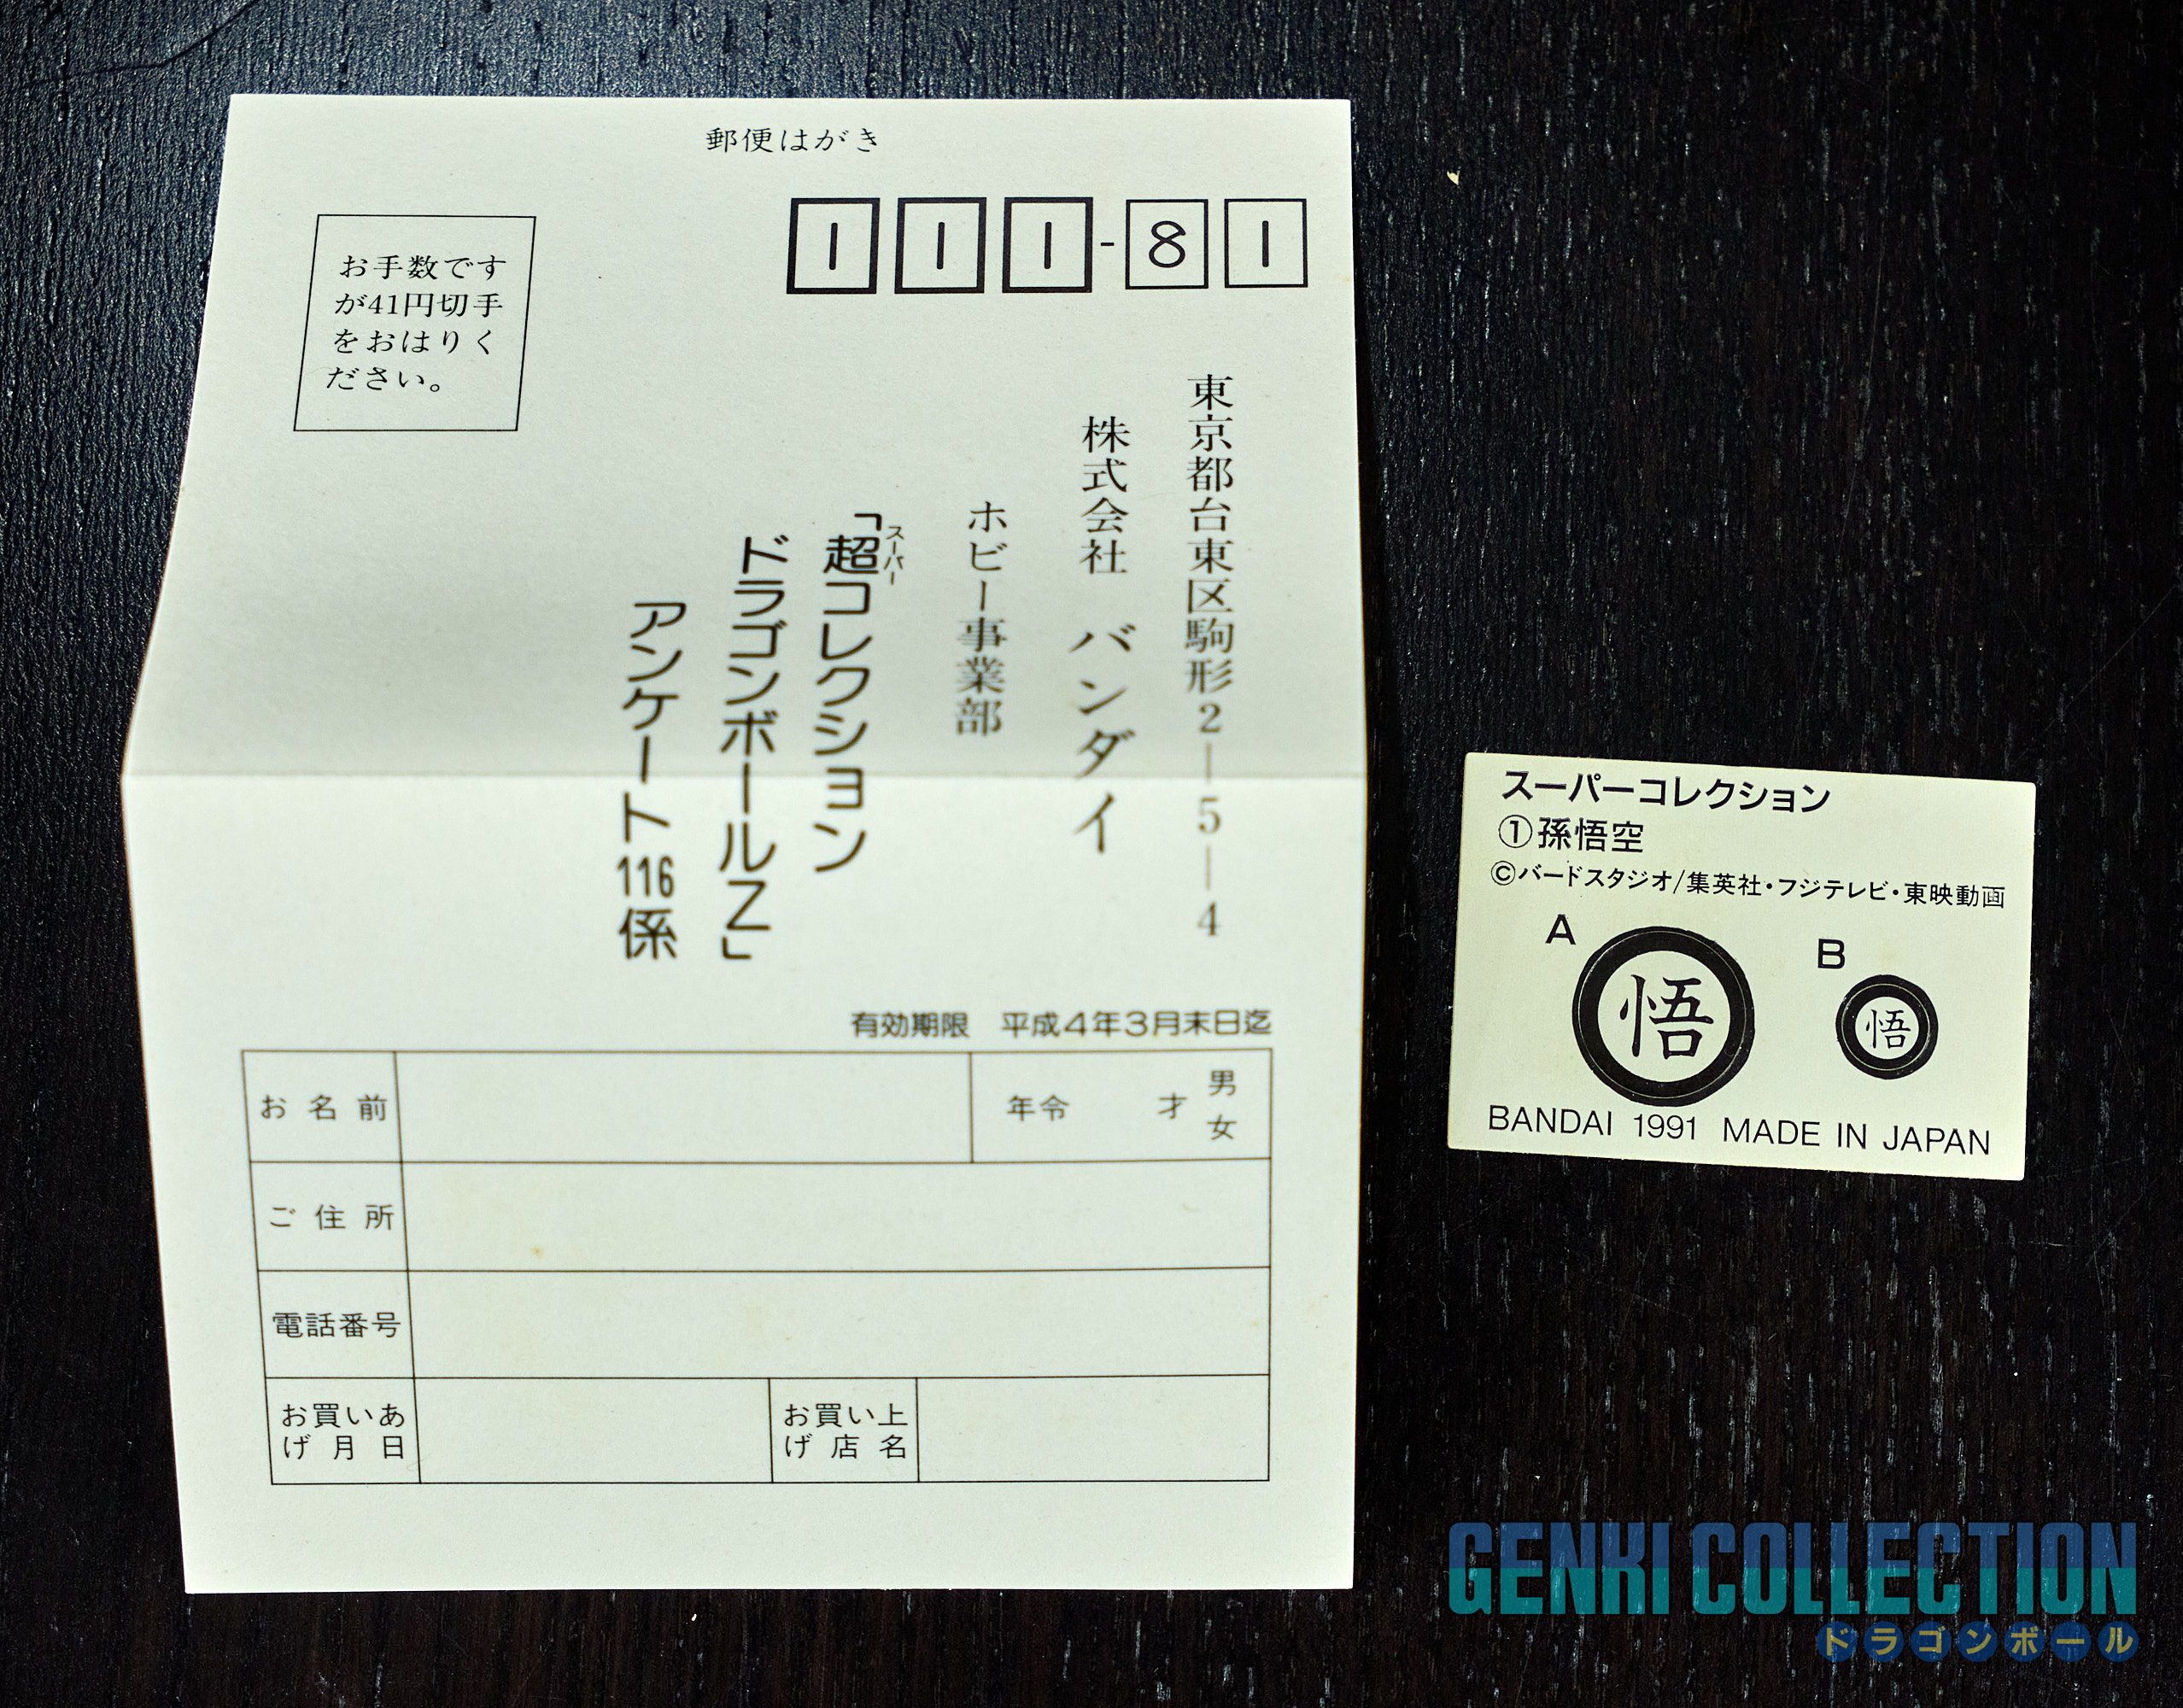 郵便はがき
111-81
お手数です
が41円切手
をおはりく
ださい。
東京都台東区駒形2-5-4
株式会社 バンダイ
ホビー事業部
「超コレクション
スーパー
ドラゴンボールZ」
アンケート116係
有効期限 平成4年3月末日迄
お名前
年令 才 男
女
ご住所
電話番号
お買いあ
げ月日
お買い上
げ店名
スーパーコレクション
①孫悟空
©バードスタジオ/集英社・フジテレビ・東映動画
A
悟
B
悟
BANDAI 1991 MADE IN JAPAN
GENKI COLLECTION
ドラゴンボール